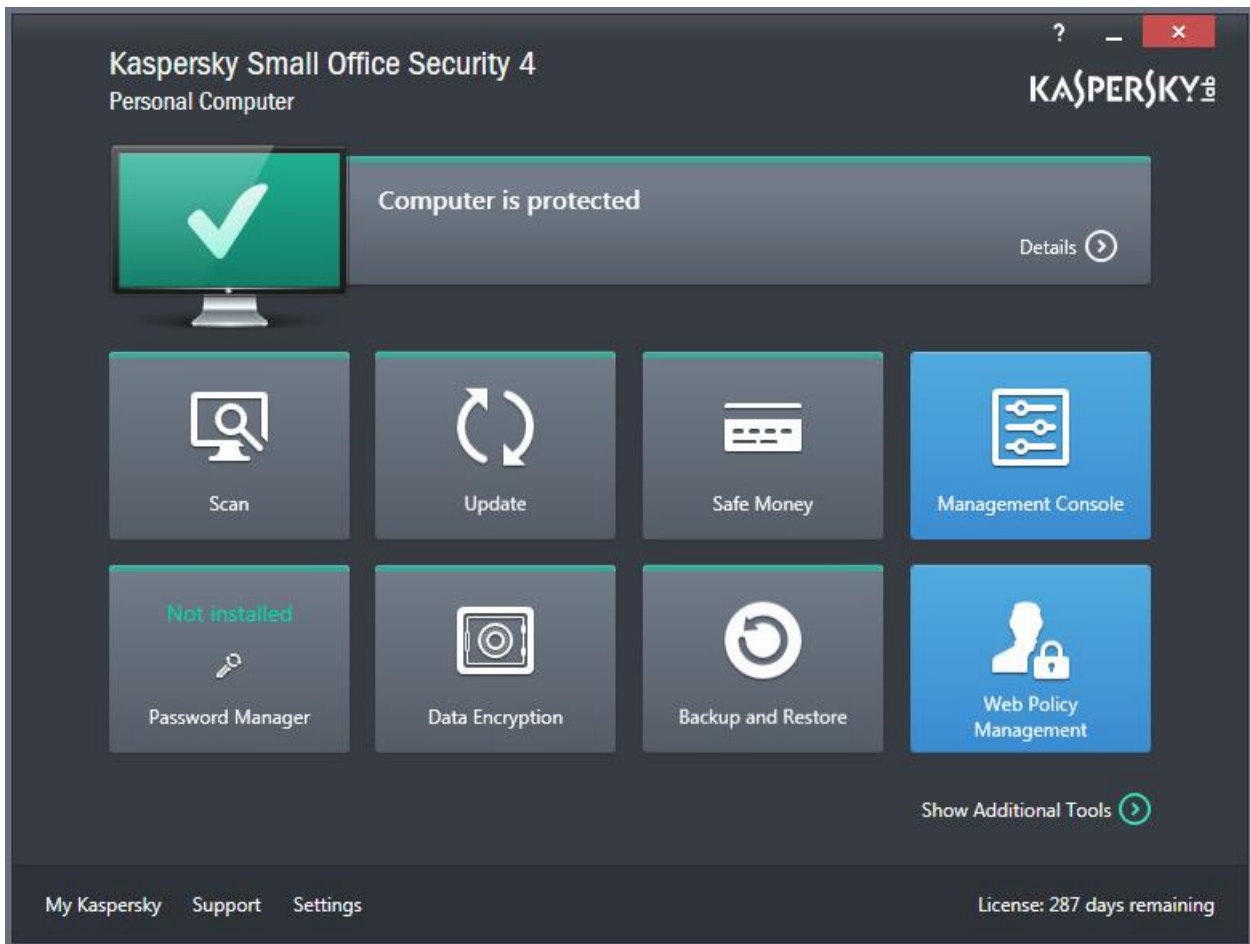 ?
Kaspersky Small Office Security 4
Personal Computer
KASPERSKY lab
Computer is protected
Details
Scan
Update
Safe Money
Management Console
Not installed
Password Manager
Data Encryption
Backup and Restore
Web Policy
Management
Show Additional Tools
My Kaspersky
Support
Settings
License: 287 days remaining